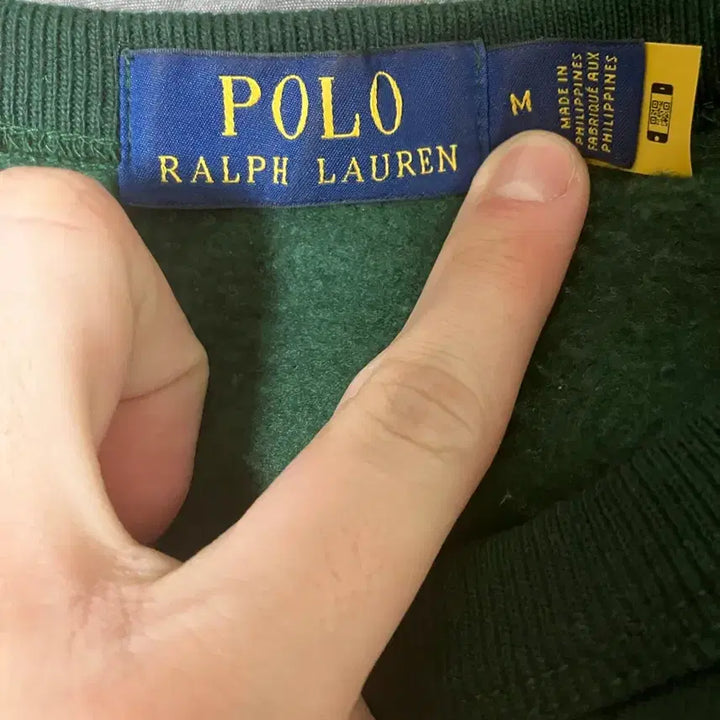 POLO
RALPH LAUREN
M
MADE IN
PHILIPPINES
FABRIQUÉ AUX
PHILIPPINES